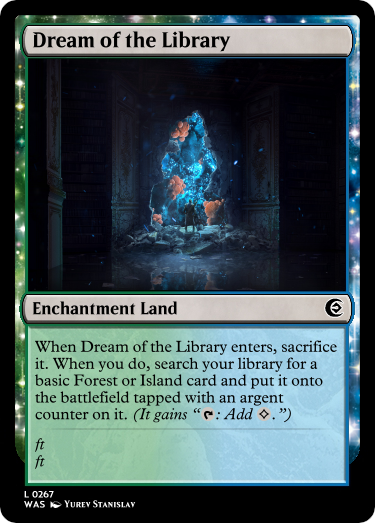 Dream of the Library
Enchantment Land
When Dream of the Library enters, sacrifice
it. When you do, search your library for a
basic Forest or Island card and put it onto
the battlefield tapped with an argent
counter on it. (It gains “: Add .”)
ft
ft
L 0267
WAS Yurev Stanislav